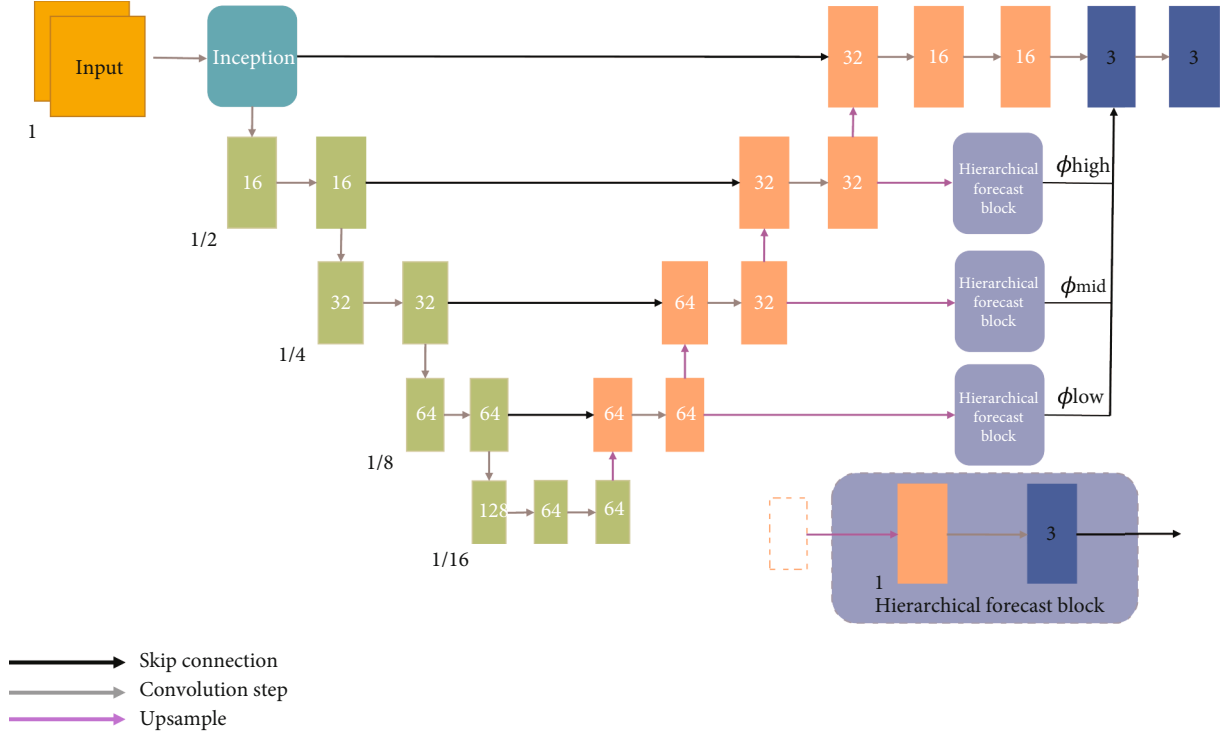 Input
Inception
32
16
16
3
3
1
16
16
32
32
Hierarchical
forecast
block
ϕhigh
1/2
32
32
64
32
Hierarchical
forecast
block
ϕmid
1/4
64
64
64
64
Hierarchical
forecast
block
ϕlow
1/8
128
64
64
1/16
3
1
Hierarchical forecast block
Skip connection
Convolution step
Upsample